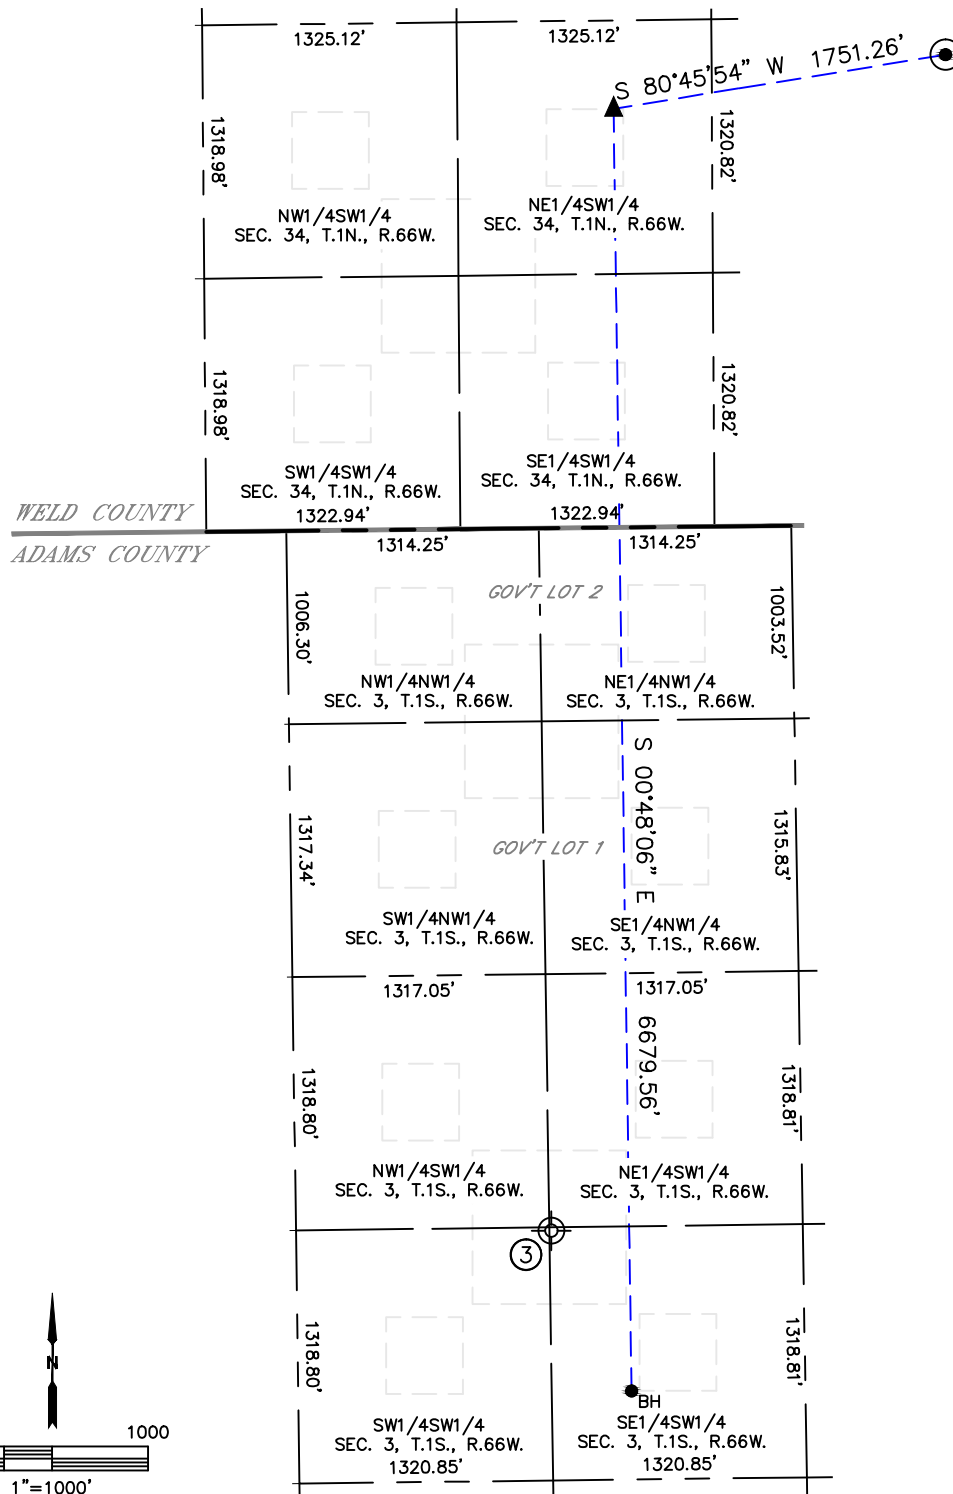 1325.12' 1325.12'
S 80°45'54" W 1751.26'
1318.98' 1320.82'
NW1/4SW1/4
SEC. 34, T.1N., R.66W.
NE1/4SW1/4
SEC. 34, T.1N., R.66W.
1318.98' 1320.82'
SW1/4SW1/4
SEC. 34, T.1N., R.66W.
1322.94'
SE1/4SW1/4
SEC. 34, T.1N., R.66W.
1322.94'
WELD COUNTY
ADAMS COUNTY
1314.25' 1314.25'
GOV'T LOT 2
1006.30' 1003.52'
NW1/4NW1/4
SEC. 3, T.1S., R.66W.
NE1/4NW1/4
SEC. 3, T.1S., R.66W.
S 00°48'06" E 6679.56'
1317.34' 1315.83'
GOV'T LOT 1
SW1/4NW1/4
SEC. 3, T.1S., R.66W.
SE1/4NW1/4
SEC. 3, T.1S., R.66W.
1317.05' 1317.05'
1318.80' 1318.81'
NW1/4SW1/4
SEC. 3, T.1S., R.66W.
NE1/4SW1/4
SEC. 3, T.1S., R.66W.
3
1318.80' 1318.81'
BH
SW1/4SW1/4
SEC. 3, T.1S., R.66W.
1320.85'
SE1/4SW1/4
SEC. 3, T.1S., R.66W.
1320.85'
N
1000
1"=1000'